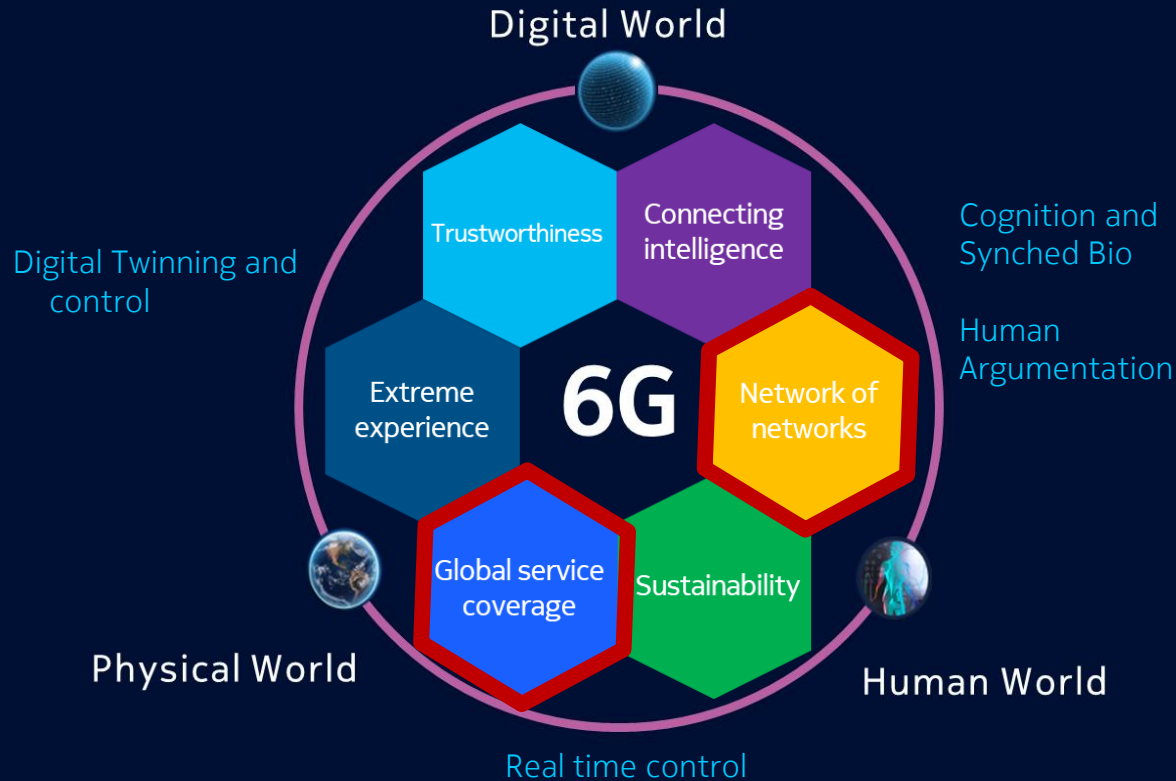 Digital World
Trustworthiness
Connecting
intelligence
Cognition and
Synched Bio
Digital Twinning and
control
Human
Argumentation
Extreme
experience
6G
Network of
networks
Global service
coverage
Sustainability
Physical World
Human World
Real time control